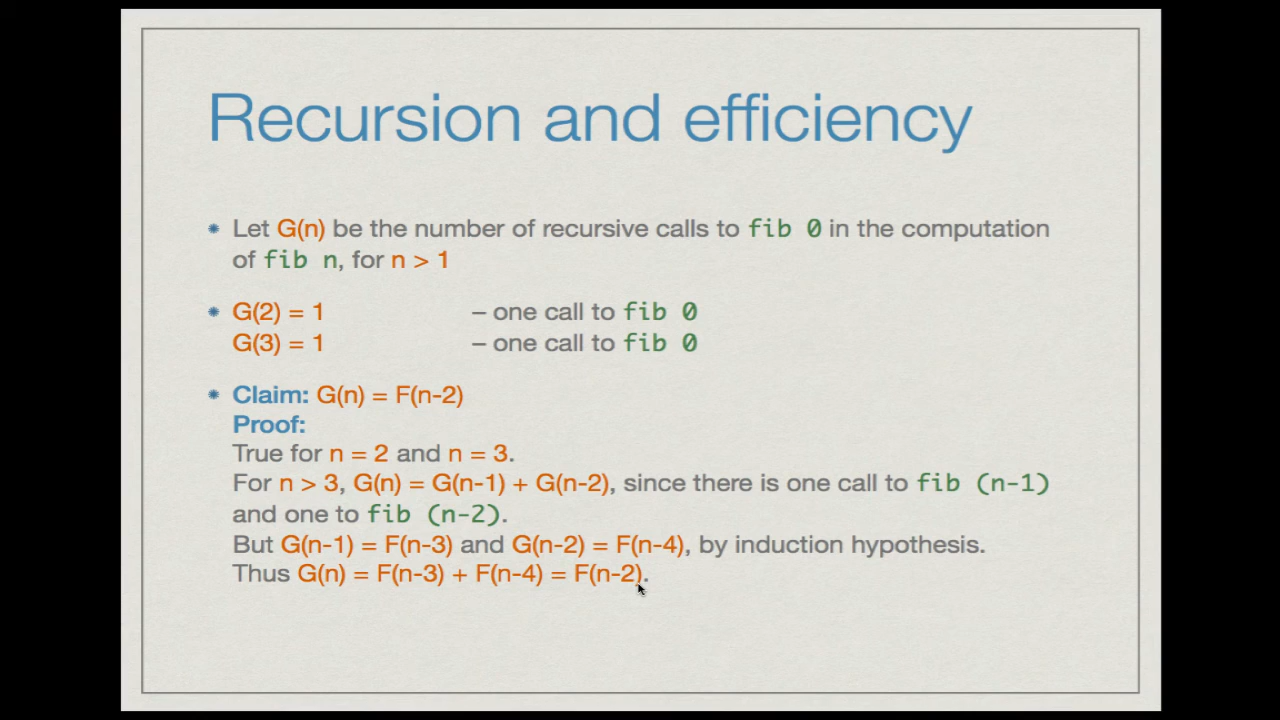 Recursion and efficiency
Let G(n) be the number of recursive calls to fib 0 in the computation
of fib n, for n > 1
G(2) = 1 – one call to fib 0
G(3) = 1 – one call to fib 0
Claim: G(n) = F(n-2)
Proof:
True for n = 2 and n = 3.
For n > 3, G(n) = G(n-1) + G(n-2), since there is one call to fib (n-1)
and one to fib (n-2).
But G(n-1) = F(n-3) and G(n-2) = F(n-4), by induction hypothesis.
Thus G(n) = F(n-3) + F(n-4) = F(n-2).